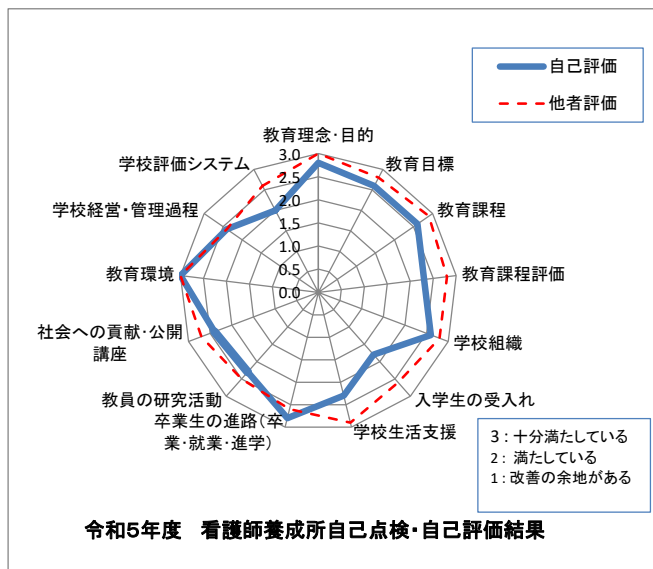 自己評価
他者評価
教育理念・目的
教育目標
教育課程
教育課程評価
学校組織
入学生の受入れ
学校生活支援
卒業生の進路（卒
業・就業・進学）
教員の研究活動
社会への貢献・公開
講座
教育環境
学校経営・管理過程
学校評価システム
3.0
2.5
2.0
1.5
1.0
0.5
0.0
3：十分満たしている
2：満たしている
1：改善の余地がある
令和5年度　看護師養成所自己点検・自己評価結果